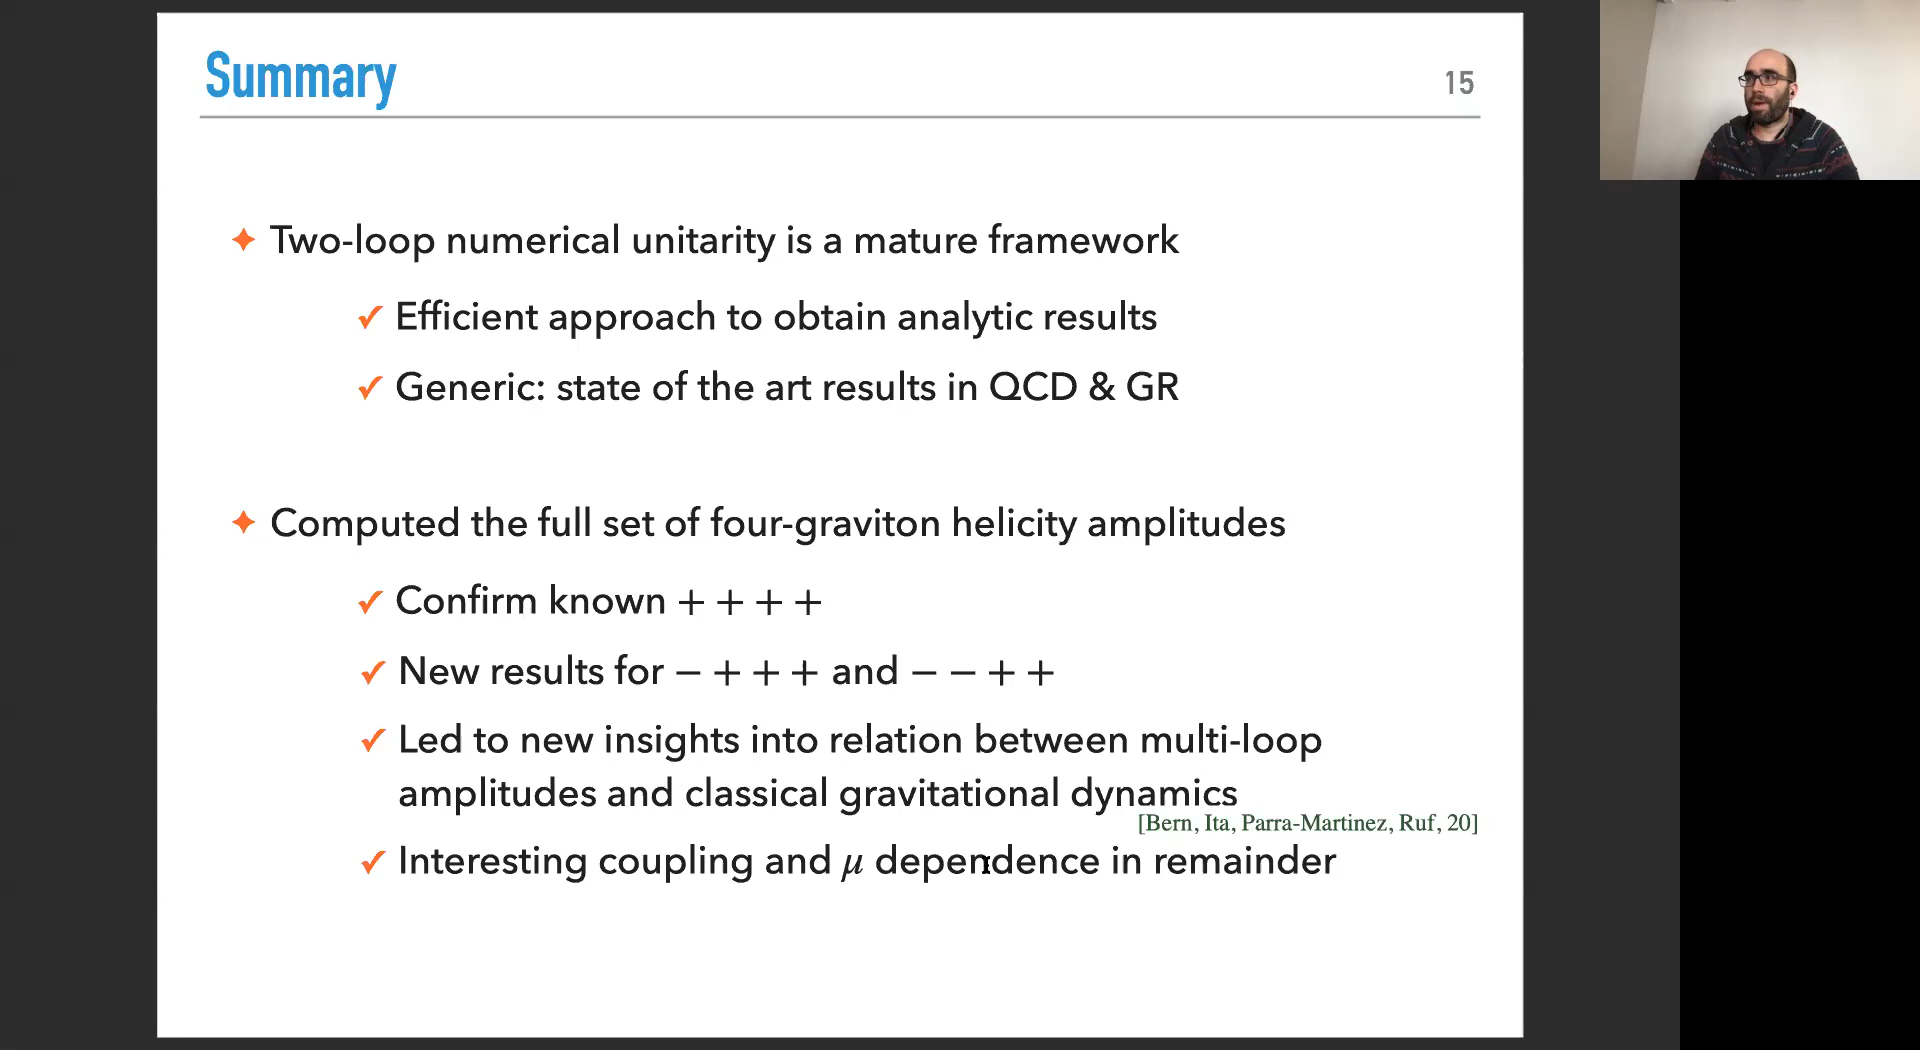 Summary
15
✦ Two-loop numerical unitarity is a mature framework
✓ Efficient approach to obtain analytic results
✓ Generic: state of the art results in QCD & GR
✦ Computed the full set of four-graviton helicity amplitudes
✓ Confirm known + + + +
✓ New results for − + + + and − − + +
✓ Led to new insights into relation between multi-loop
amplitudes and classical gravitational dynamics
[Bern, Ita, Parra-Martinez, Ruf, 20]
✓ Interesting coupling and μ dependence in remainder